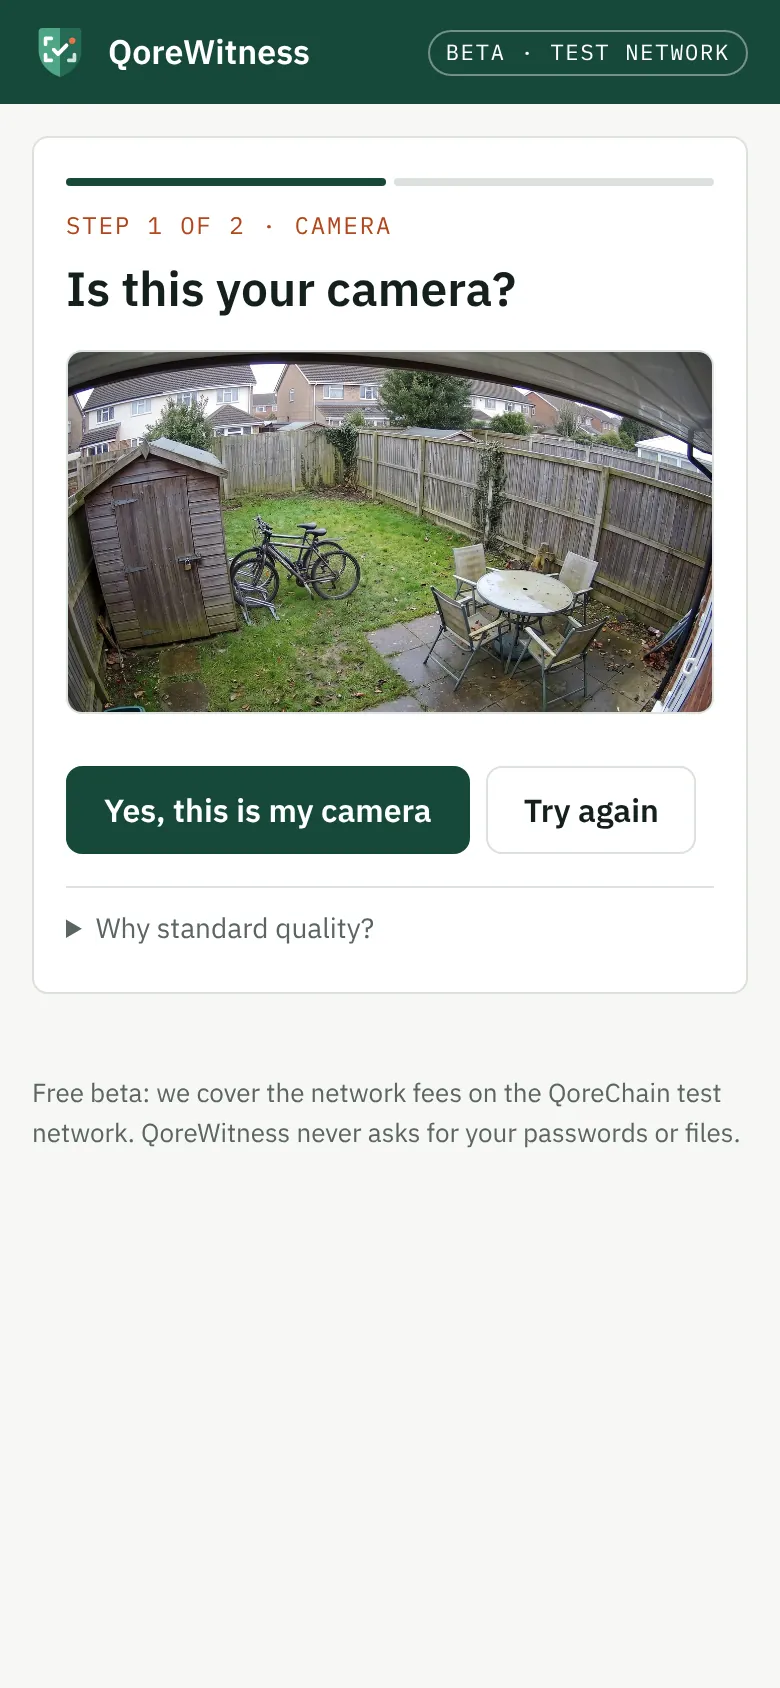 QoreWitness
BETA · TEST NETWORK
STEP 1 OF 2 · CAMERA
Is this your camera?
Yes, this is my camera
Try again
Why standard quality?
Free beta: we cover the network fees on the QoreChain test
network. QoreWitness never asks for your passwords or files.